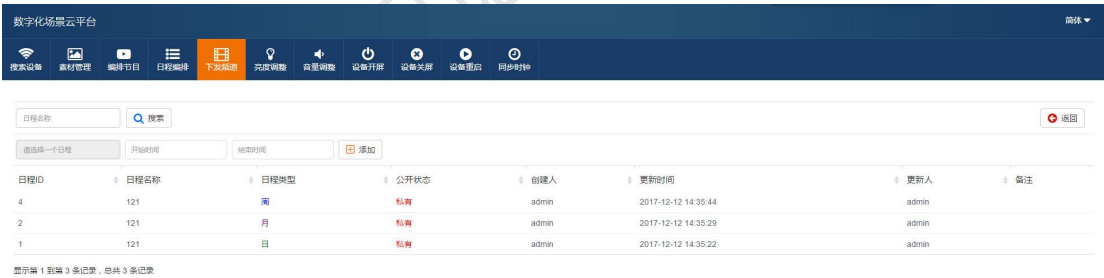 数字化场景云平台 简体
搜索设备 素材管理 编排节目 日程编排 下发频道 亮度调整 音量调整 设备开屏 设备关屏 设备重启 同步时钟
日程名称 搜索 返回
请选择一个日程 开始时间 结束时间 添加
日程ID 日程名称 日程类型 公开状态 创建人 更新时间 更新人 备注
4 121 周 私有 admin 2017-12-12 14:35:44 admin
2 121 月 私有 admin 2017-12-12 14:35:29 admin
1 121 日 私有 admin 2017-12-12 14:35:22 admin
显示第 1 到第 3 条记录，总共 3 条记录